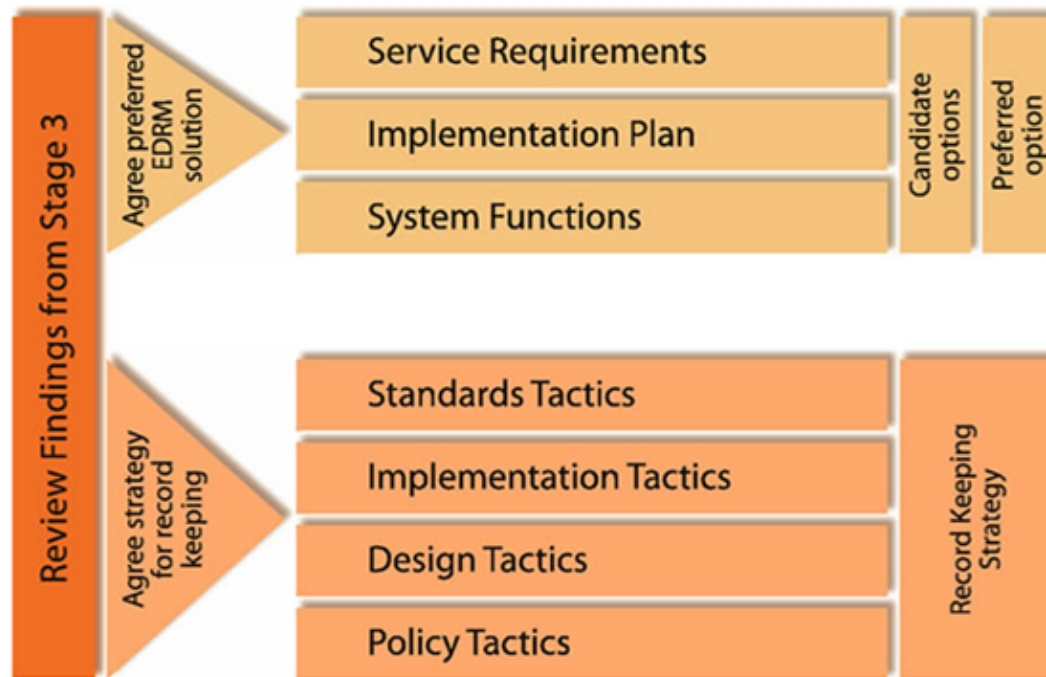 Review Findings from Stage 3
Agree preferred
EDRM
solution
Service Requirements
Implementation Plan
System Functions
Candidate
options
Preferred
option
Agree strategy
for record
keeping
Standards Tactics
Implementation Tactics
Design Tactics
Policy Tactics
Record Keeping
Strategy